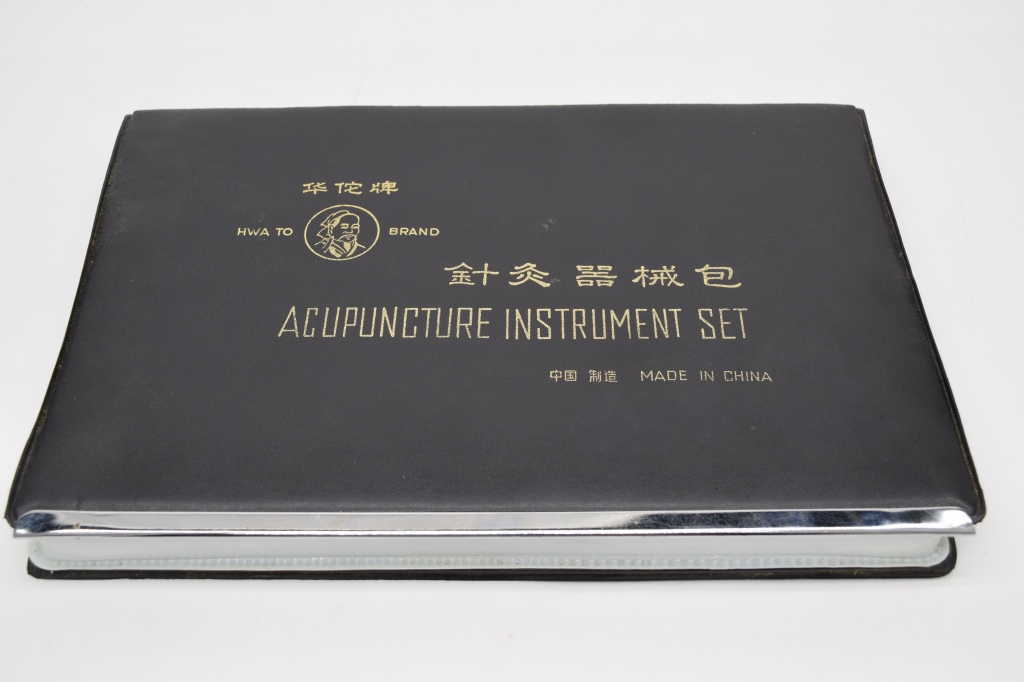 华佗牌
HWA TO BRAND
針灸器械包
ACUPUNCTURE INSTRUMENT SET
中国 制造 MADE IN CHINA